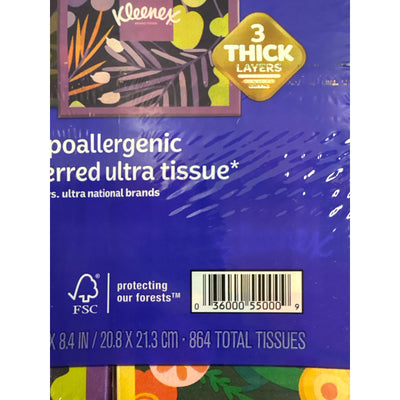 Kleenex
3
THICK
LAYERS
poallergenic
erred ultra tissue*
s. ultra national brands
FSC
protecting
our forests™
0 36000 55000 9
X 8.4 IN / 20.8 X 21.3 cm · 864 TOTAL TISSUES